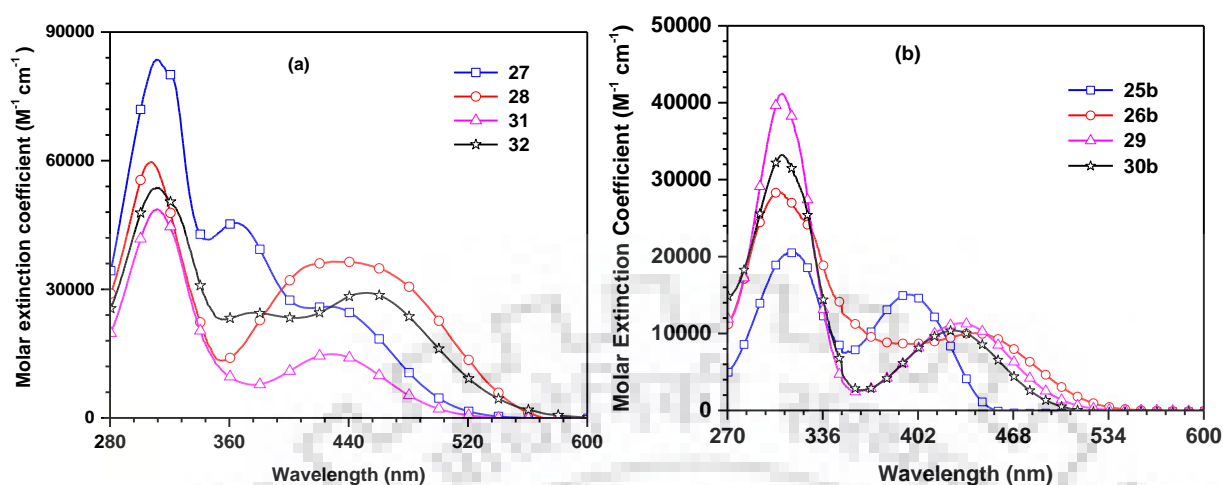 (a)
27
28
31
32
90000
60000
30000
0
280
360
440
520
600
Molar extinction coefficient (M⁻¹ cm⁻¹)
Wavelength (nm)
(b)
25b
26b
29
30b
50000
40000
30000
20000
10000
0
270
336
402
468
534
600
Molar Extinction Coefficient (M⁻¹ cm⁻¹)
Wavelength (nm)